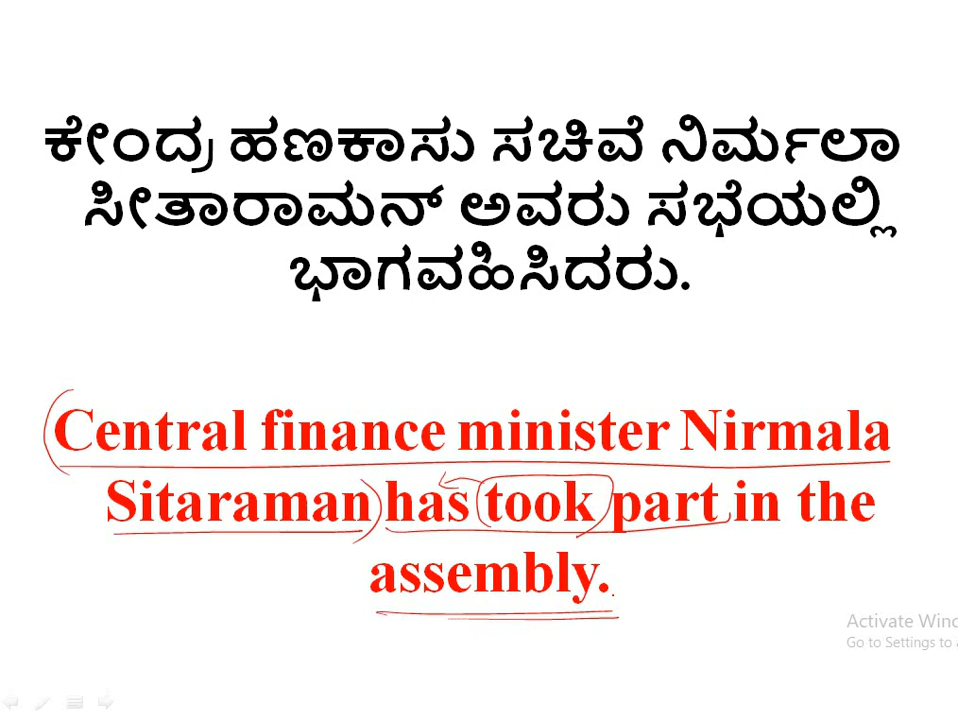 ಕೇಂದ್ರ ಹಣಕಾಸು ಸಚಿವೆ ನಿರ್ಮಲಾ
ಸೀತಾರಾಮನ್ ಅವರು ಸಭೆಯಲ್ಲಿ
ಭಾಗವಹಿಸಿದರು.
Central finance minister Nirmala
Sitaraman has took part in the
assembly.
Activate Wind
Go to Settings to a